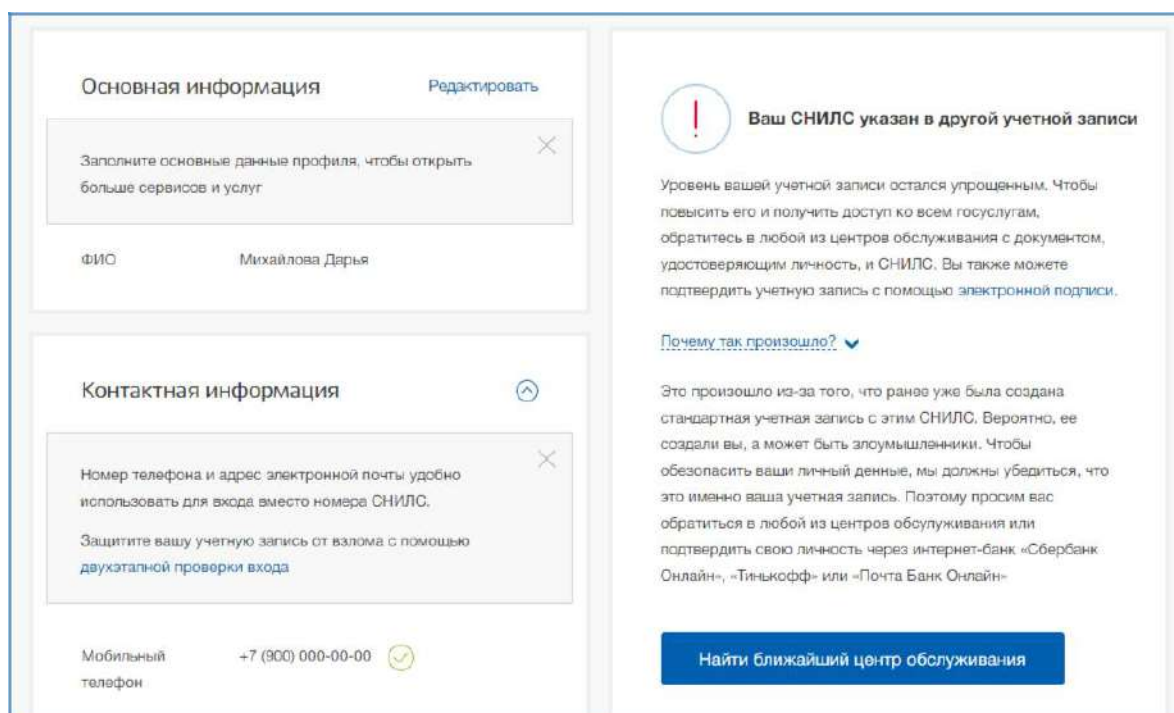 Основная информация
Редактировать
Заполните основные данные профиля, чтобы открыть
больше сервисов и услуг
ФИО
Михайлова Дарья
Контактная информация
Номер телефона и адрес электронной почты удобно
использовать для входа вместо номера СНИЛС.
Защитите вашу учетную запись от взлома с помощью
двухэтапной проверки входа
Мобильный
телефон
+7 (900) 000-00-00
Ваш СНИЛС указан в другой учетной записи
Уровень вашей учетной записи остался упрощенным. Чтобы
повысить его и получить доступ ко всем госуслугам,
обратитесь в любой из центров обслуживания с документом,
удостоверяющим личность, и СНИЛС. Вы также можете
подтвердить учетную запись с помощью электронной подписи.
Почему так произошло?
Это произошло из-за того, что ранее уже была создана
стандартная учетная запись с этим СНИЛС. Вероятно, ее
создали вы, а может быть злоумышленники. Чтобы
обезопасить ваши личный денные, мы должны убедиться, что
это именно ваша учетная запись. Поэтому просим вас
обратиться в любой из центров обсулуживания или
подтвердить свою личность через интернет-банк «Сбербанк
Онлайн», «Тинькофф» или «Почта Банк Онлайн»
Найти ближайший центр обслуживания